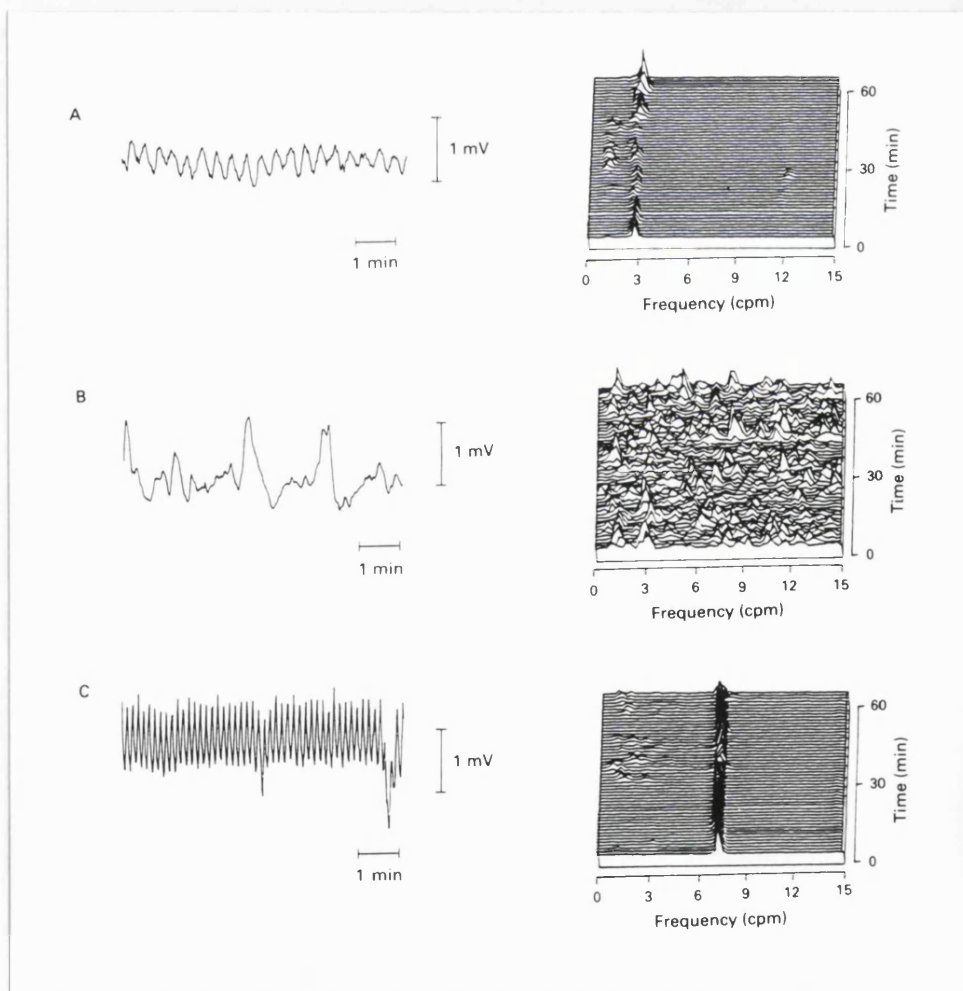 A
1 mV
1 min
60
30
0
Time (min)
0 3 6 9 12 15
Frequency (cpm)
B
1 mV
1 min
60
30
0
Time (min)
0 3 6 9 12 15
Frequency (cpm)
C
1 mV
1 min
60
30
0
Time (min)
0 3 6 9 12 15
Frequency (cpm)